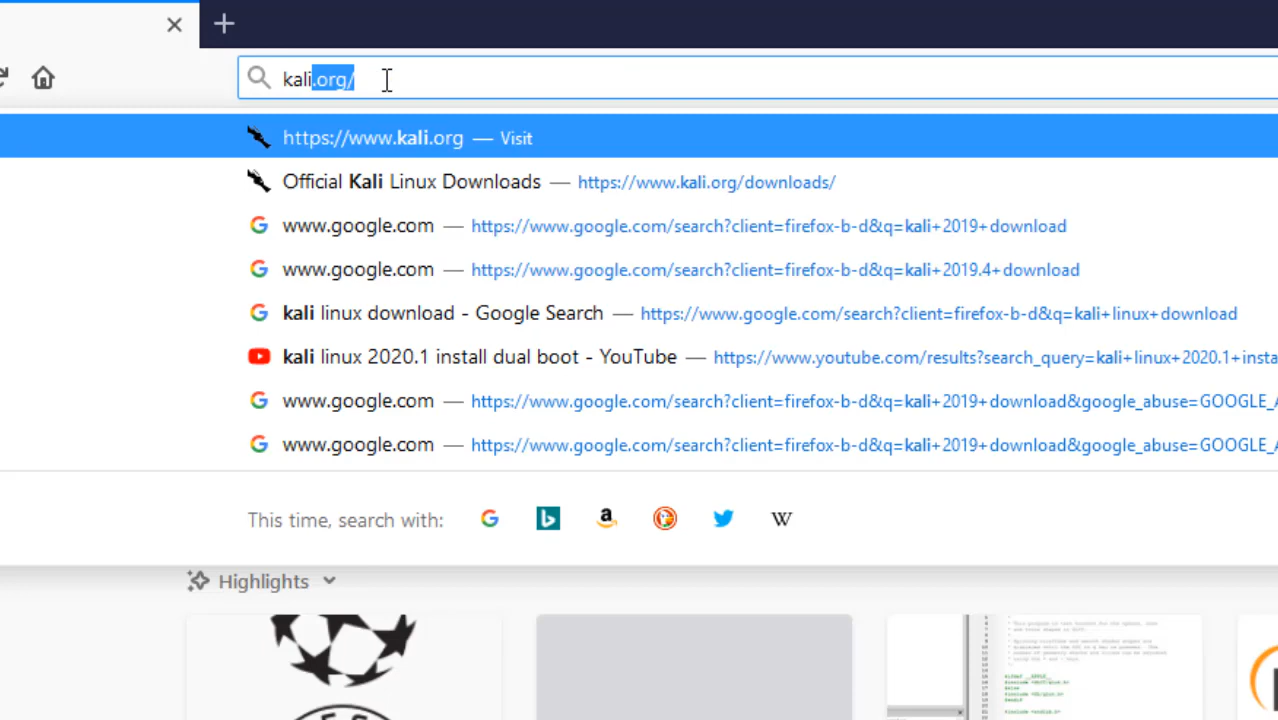 kali.org/
https://www.kali.org — Visit
Official Kali Linux Downloads — https://www.kali.org/downloads/
www.google.com — https://www.google.com/search?client=firefox-b-d&q=kali+2019+download
www.google.com — https://www.google.com/search?client=firefox-b-d&q=kali+2019.4+download
kali linux download - Google Search — https://www.google.com/search?client=firefox-b-d&q=kali+linux+download
kali linux 2020.1 install dual boot - YouTube — https://www.youtube.com/results?search_query=kali+linux+2020.1+insta
www.google.com — https://www.google.com/search?client=firefox-b-d&q=kali+2019+download&google_abuse=GOOGLE_A
www.google.com — https://www.google.com/search?client=firefox-b-d&q=kali+2019+download&google_abuse=GOOGLE_A
This time, search with:
Highlights